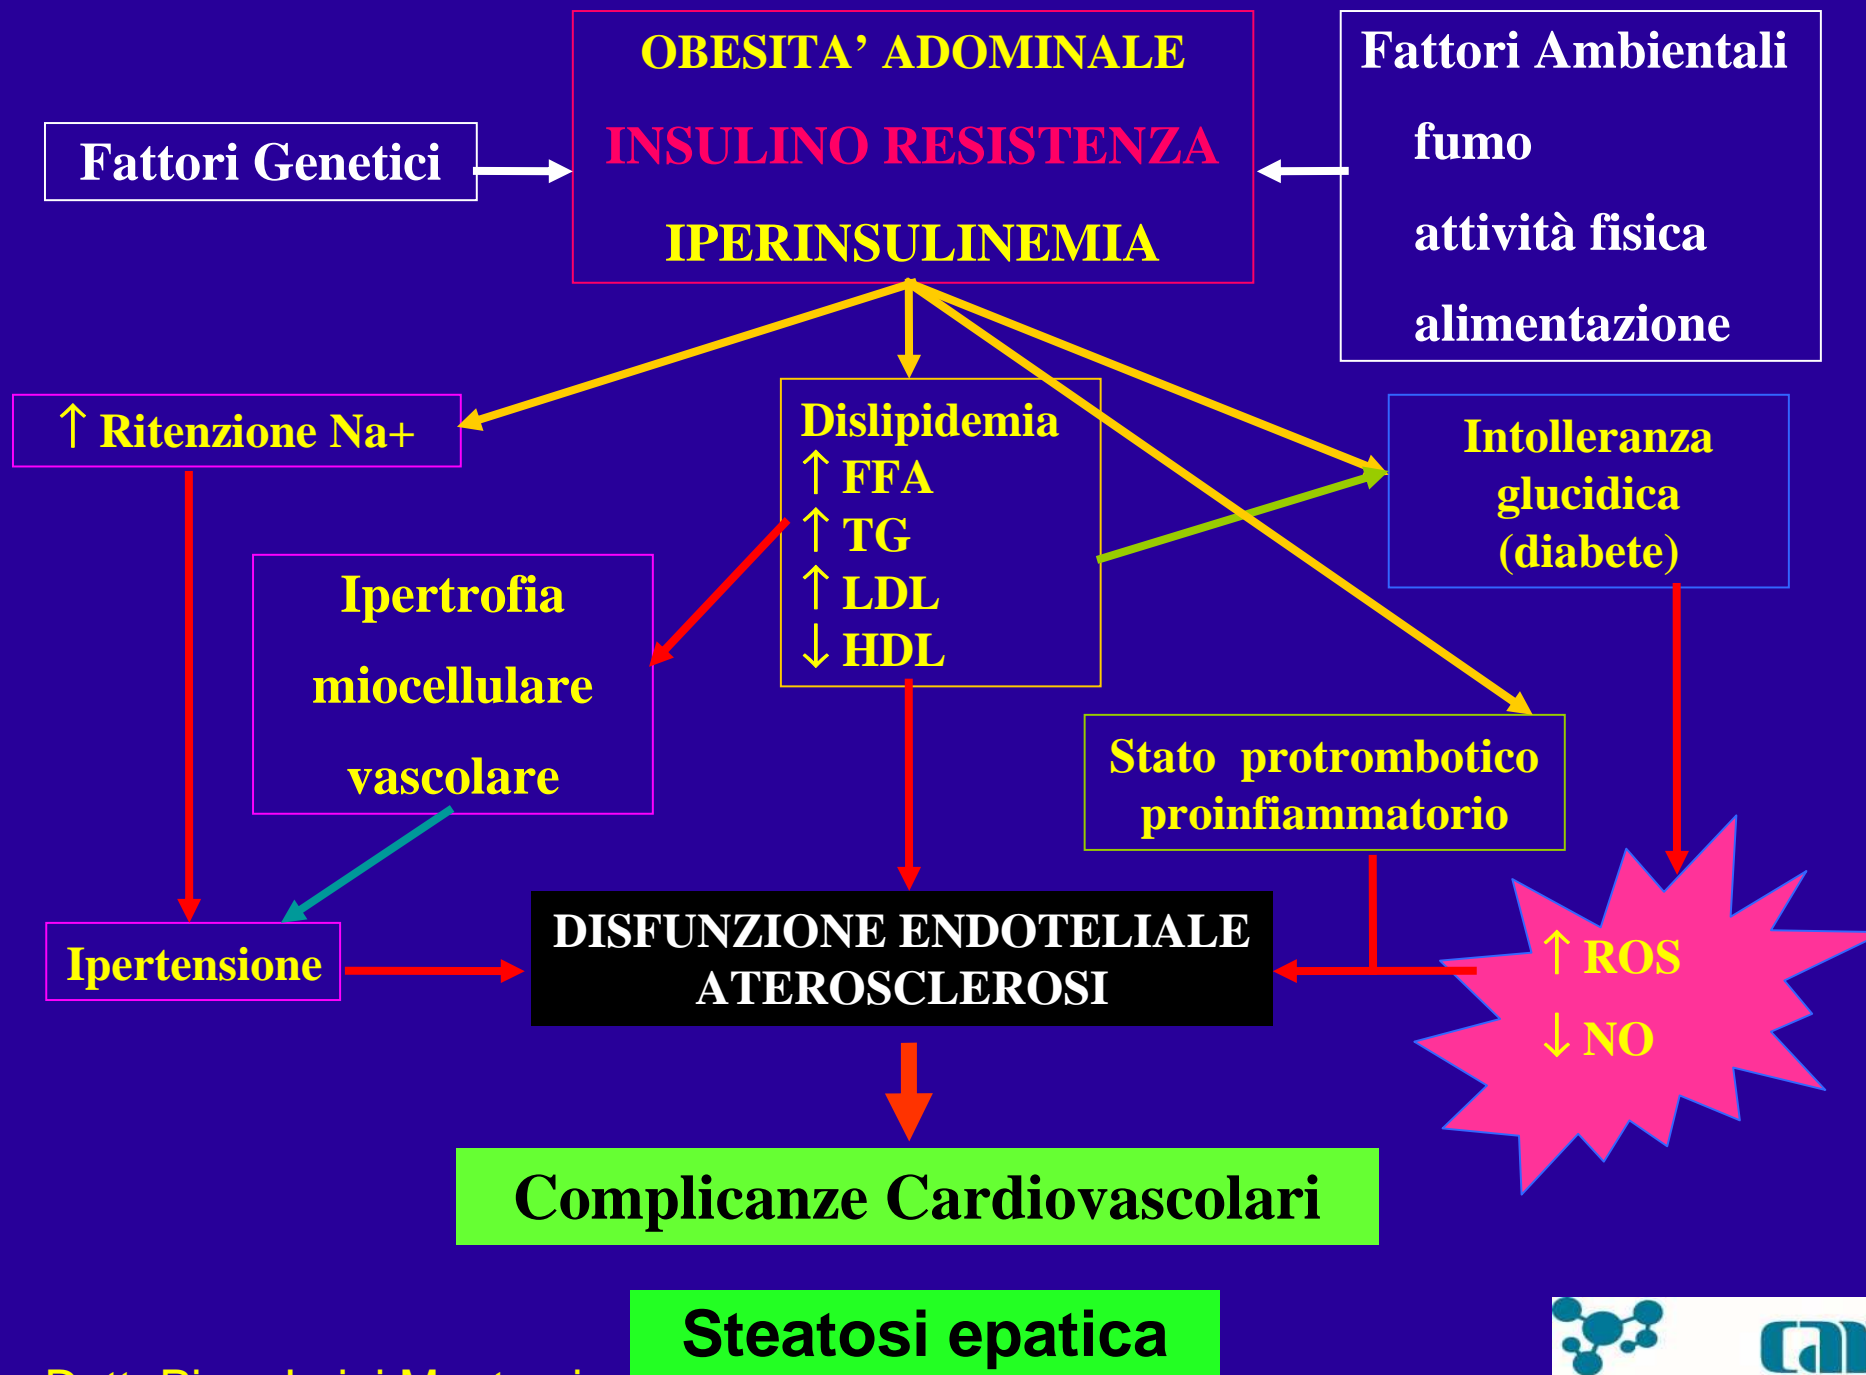 OBESITA’ ADOMINALE
INSULINO RESISTENZA
IPERINSULINEMIA
Fattori Genetici
Fattori Ambientali
fumo
attività fisica
alimentazione
↑ Ritenzione Na+
Dislipidemia
↑ FFA
↑ TG
↑ LDL
↓ HDL
Intolleranza
glucidica
(diabete)
Ipertrofia
miocellulare
vascolare
Stato protrombotico
proinfiammatorio
Ipertensione
DISFUNZIONE ENDOTELIALE
ATEROSCLEROSI
↑ ROS
↓ NO
Complicanze Cardiovascolari
Steatosi epatica